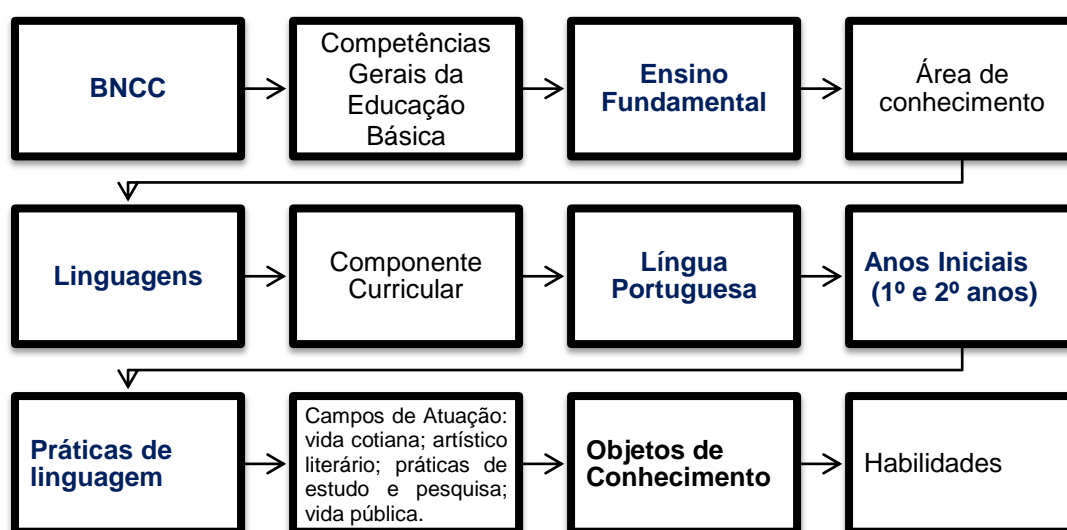 BNCC
Competências
Gerais da
Educação
Básica
Ensino
Fundamental
Área de
conhecimento
Linguagens
Componente
Curricular
Língua
Portuguesa
Anos Iniciais
(1º e 2º anos)
Práticas de
linguagem
Campos de Atuação:
vida cotiana; artístico
literário; práticas de
estudo e pesquisa;
vida pública.
Objetos de
Conhecimento
Habilidades